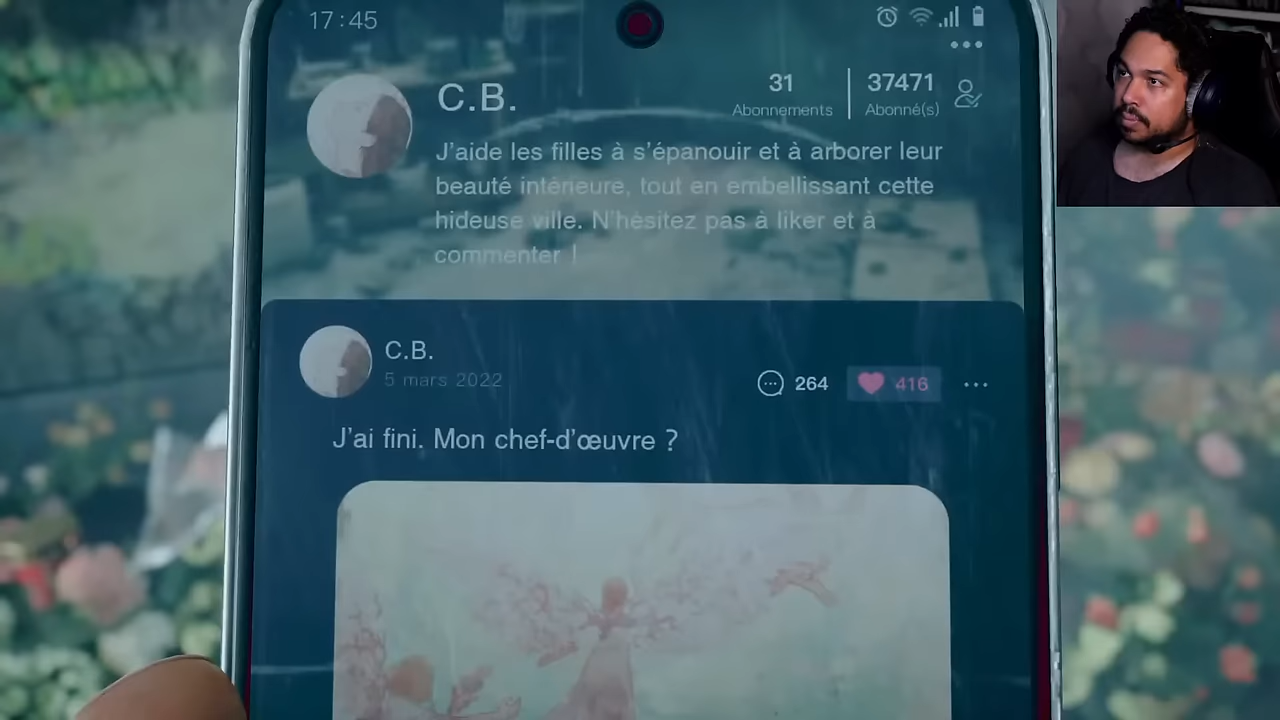 17:45
C.B.
31
Abonnements
37471
Abonné(s)
J'aide les filles à s'épanouir et à arborer leur
beauté intérieure, tout en embellissant cette
hideuse ville. N'hésitez pas à liker et à
commenter !
C.B.
5 mars 2022
264
416
J'ai fini. Mon chef-d'œuvre ?